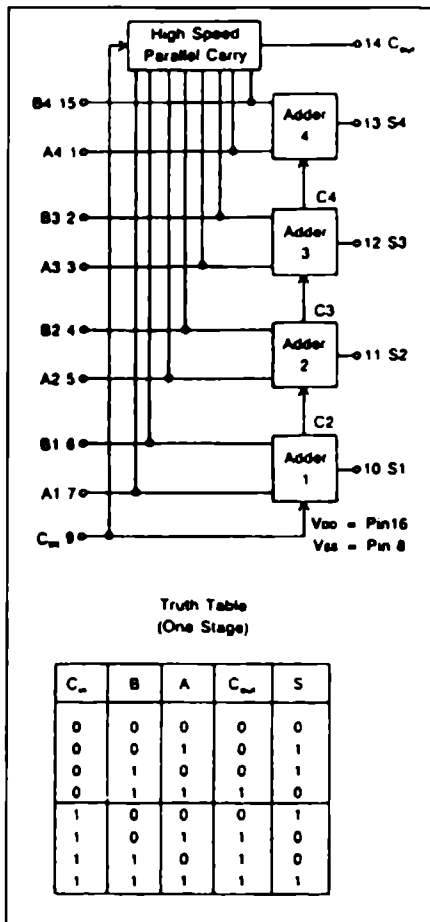 High Speed
Parallel Carry
14 Cout
B4 15
Adder
4
13 S4
A4 1
C4
B3 2
Adder
3
12 S3
A3 3
C3
B2 4
Adder
2
11 S2
A2 5
C2
B1 6
Adder
1
10 S1
A1 7
Cin 9
VDD = Pin16
VSS = Pin 8
Truth Table
(One Stage)
Cin B A Cout S
0 0 0 0 0
0 0 1 0 1
0 1 0 0 1
0 1 1 1 0
1 0 0 0 1
1 0 1 1 0
1 1 0 1 0
1 1 1 1 1